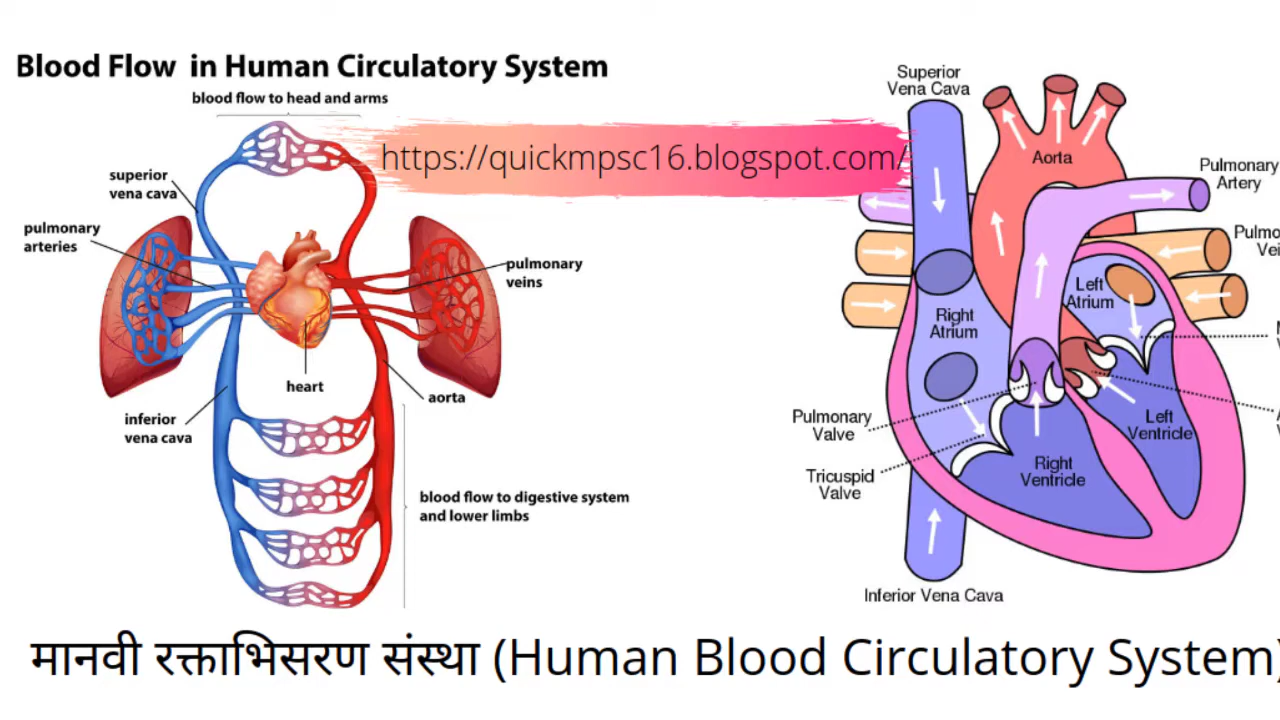 Blood Flow in Human Circulatory System
blood flow to head and arms
superior
vena cava
pulmonary
arteries
pulmonary
veins
heart
aorta
inferior
vena cava
blood flow to digestive system
and lower limbs
https://quickmpsc16.blogspot.com/
Superior
Vena Cava
Aorta
Pulmonary
Artery
Left
Atrium
Right
Atrium
Pulmonary
Valve
Left
Ventricle
Tricuspid
Valve
Right
Ventricle
Inferior Vena Cava
मानवी रक्ताभिसरण संस्था (Human Blood Circulatory System)